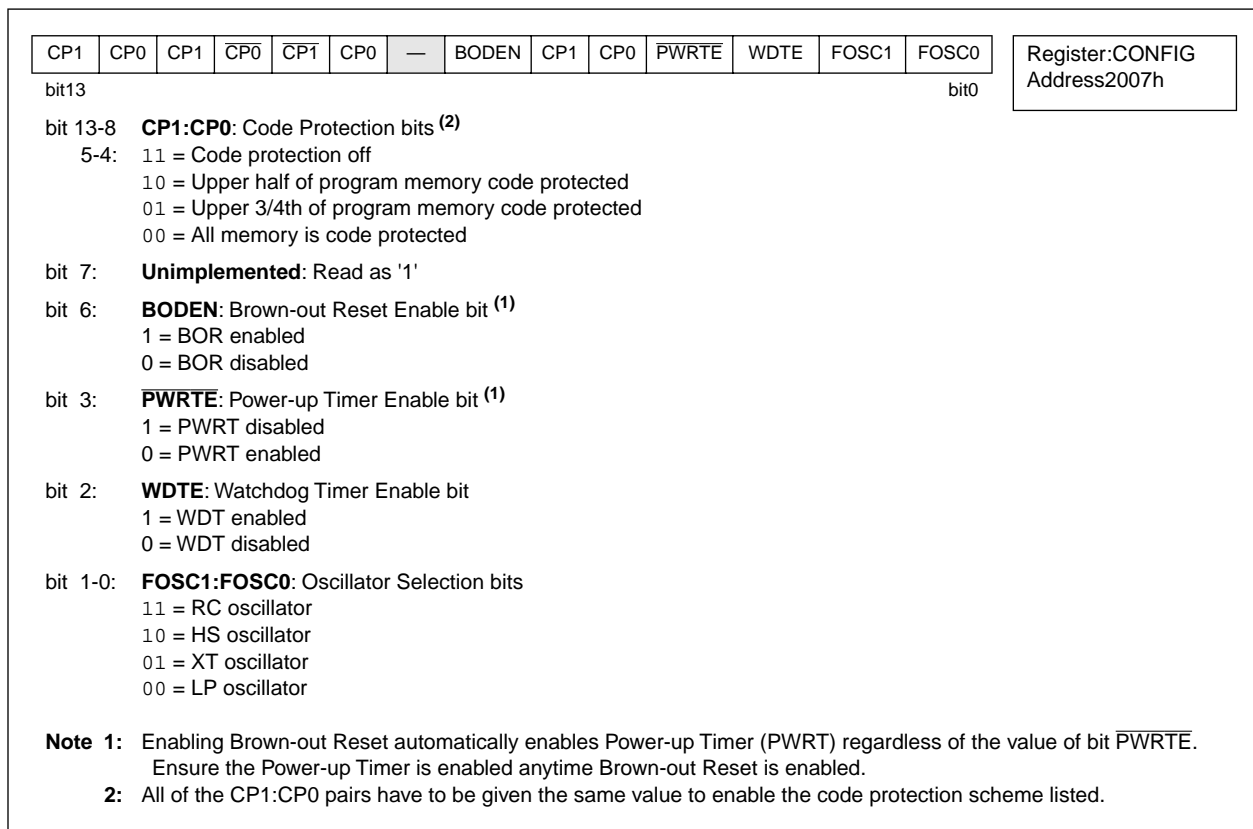 CP1 CP0 CP1 C̅P̅0̅ C̅P̅1̅ CP0 — BODEN CP1 CP0 P̅W̅R̅T̅E̅ WDTE FOSC1 FOSC0
bit13 bit0
Register:CONFIG
Address2007h
bit 13-8 CP1:CP0: Code Protection bits (2)
5-4: 11 = Code protection off
10 = Upper half of program memory code protected
01 = Upper 3/4th of program memory code protected
00 = All memory is code protected
bit 7: Unimplemented: Read as '1'
bit 6: BODEN: Brown-out Reset Enable bit (1)
1 = BOR enabled
0 = BOR disabled
bit 3: P̅W̅R̅T̅E̅: Power-up Timer Enable bit (1)
1 = PWRT disabled
0 = PWRT enabled
bit 2: WDTE: Watchdog Timer Enable bit
1 = WDT enabled
0 = WDT disabled
bit 1-0: FOSC1:FOSC0: Oscillator Selection bits
11 = RC oscillator
10 = HS oscillator
01 = XT oscillator
00 = LP oscillator
Note 1: Enabling Brown-out Reset automatically enables Power-up Timer (PWRT) regardless of the value of bit P̅W̅R̅T̅E̅.
Ensure the Power-up Timer is enabled anytime Brown-out Reset is enabled.
2: All of the CP1:CP0 pairs have to be given the same value to enable the code protection scheme listed.